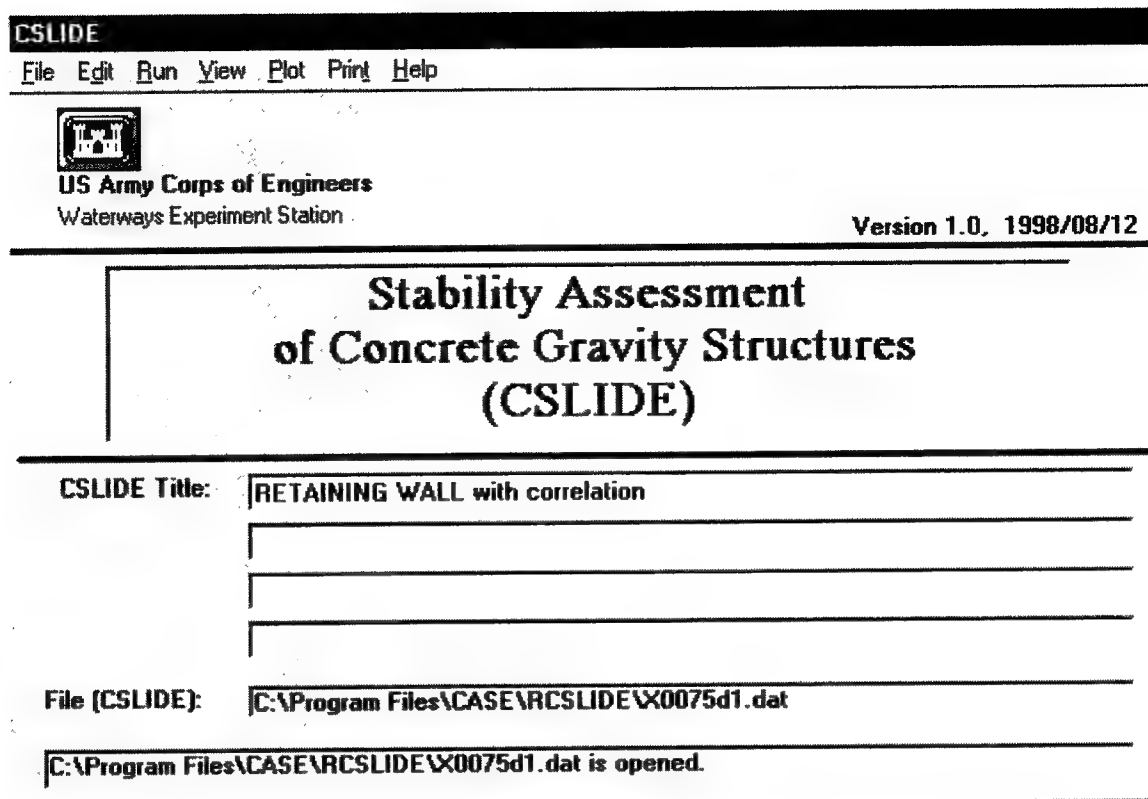 CSLIDE
File Edit Run View Plot Print Help
US Army Corps of Engineers
Waterways Experiment Station
Version 1.0, 1998/08/12
Stability Assessment
of Concrete Gravity Structures
(CSLIDE)
CSLIDE Title: RETAINING WALL with correlation
File (CSLIDE): C:\Program Files\CASE\RCSLIDE\X0075d1.dat
C:\Program Files\CASE\RCSLIDE\X0075d1.dat is opened.